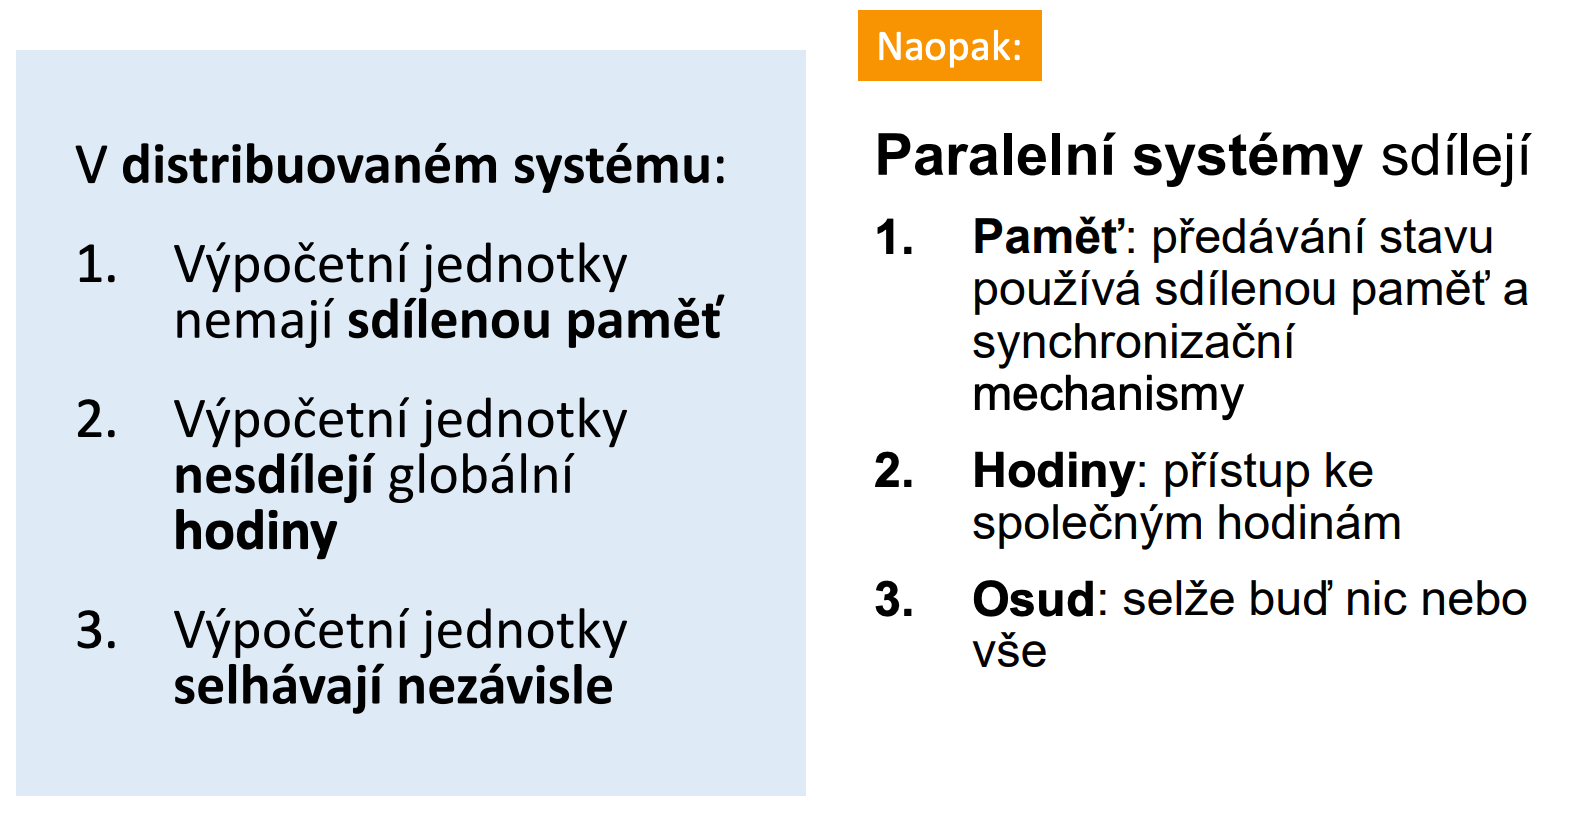 V distribuovaném systému:
1. Výpočetní jednotky
nemají sdílenou paměť
2. Výpočetní jednotky
nesdílejí globální
hodiny
3. Výpočetní jednotky
selhávají nezávisle
Naopak:
Paralelní systémy sdílejí
1. Paměť: předávání stavu
používá sdílenou paměť a
synchronizační
mechanismy
2. Hodiny: přístup ke
společným hodinám
3. Osud: selže buď nic nebo
vše